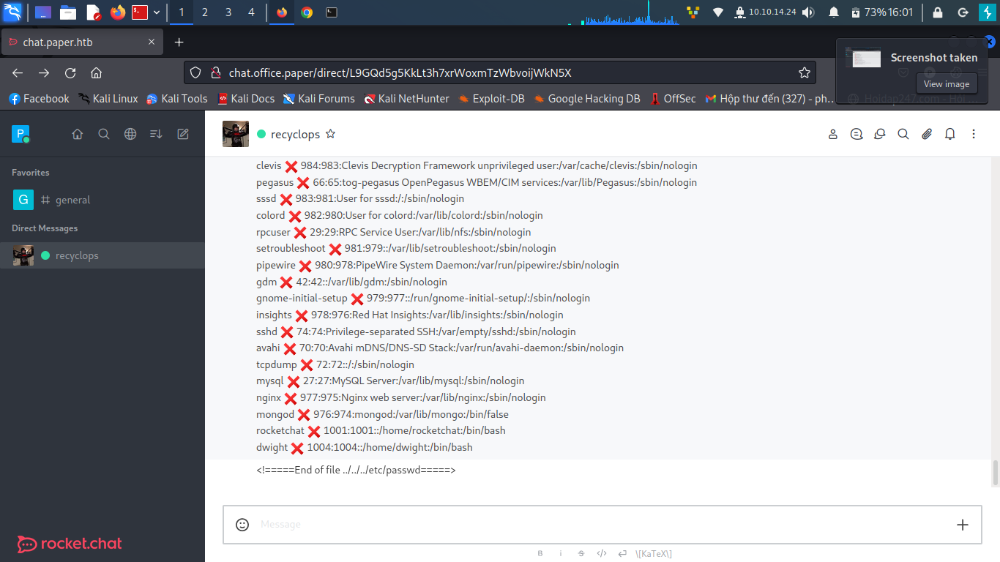 1 2 3 4 10.10.14.24 73% 16:01
chat.paper.htb
Screenshot taken
View image
chat.office.paper/direct/L9GQd5g5KkLt3h7xrWoxmTzWbvoijWkN5X
Facebook Kali Linux Kali Tools Kali Docs Kali Forums Kali NetHunter Exploit-DB Google Hacking DB OffSec Hộp thư đến (327) - ph…
P
recyclops
Favorites
G # general
Direct Messages
recyclops
clevis ❌ 984:983:Clevis Decryption Framework unprivileged user:/var/cache/clevis:/sbin/nologin
pegasus ❌ 66:65:tog-pegasus OpenPegasus WBEM/CIM services:/var/lib/Pegasus:/sbin/nologin
sssd ❌ 983:981:User for sssd:/:/sbin/nologin
colord ❌ 982:980:User for colord:/var/lib/colord:/sbin/nologin
rpcuser ❌ 29:29:RPC Service User:/var/lib/nfs:/sbin/nologin
setroubleshoot ❌ 981:979::/var/lib/setroubleshoot:/sbin/nologin
pipewire ❌ 980:978:PipeWire System Daemon:/var/run/pipewire:/sbin/nologin
gdm ❌ 42:42::/var/lib/gdm:/sbin/nologin
gnome-initial-setup ❌ 979:977::/run/gnome-initial-setup/:/sbin/nologin
insights ❌ 978:976:Red Hat Insights:/var/lib/insights:/sbin/nologin
sshd ❌ 74:74:Privilege-separated SSH:/var/empty/sshd:/sbin/nologin
avahi ❌ 70:70:Avahi mDNS/DNS-SD Stack:/var/run/avahi-daemon:/sbin/nologin
tcpdump ❌ 72:72::/:/sbin/nologin
mysql ❌ 27:27:MySQL Server:/var/lib/mysql:/sbin/nologin
nginx ❌ 977:975:Nginx web server:/var/lib/nginx:/sbin/nologin
mongod ❌ 976:974:mongod:/var/lib/mongo:/bin/false
rocketchat ❌ 1001:1001::/home/rocketchat:/bin/bash
dwight ❌ 1004:1004::/home/dwight:/bin/bash
<!=====End of file ../../../etc/passwd=====>
Message
B i S </> \[KaTeX\]
rocket.chat